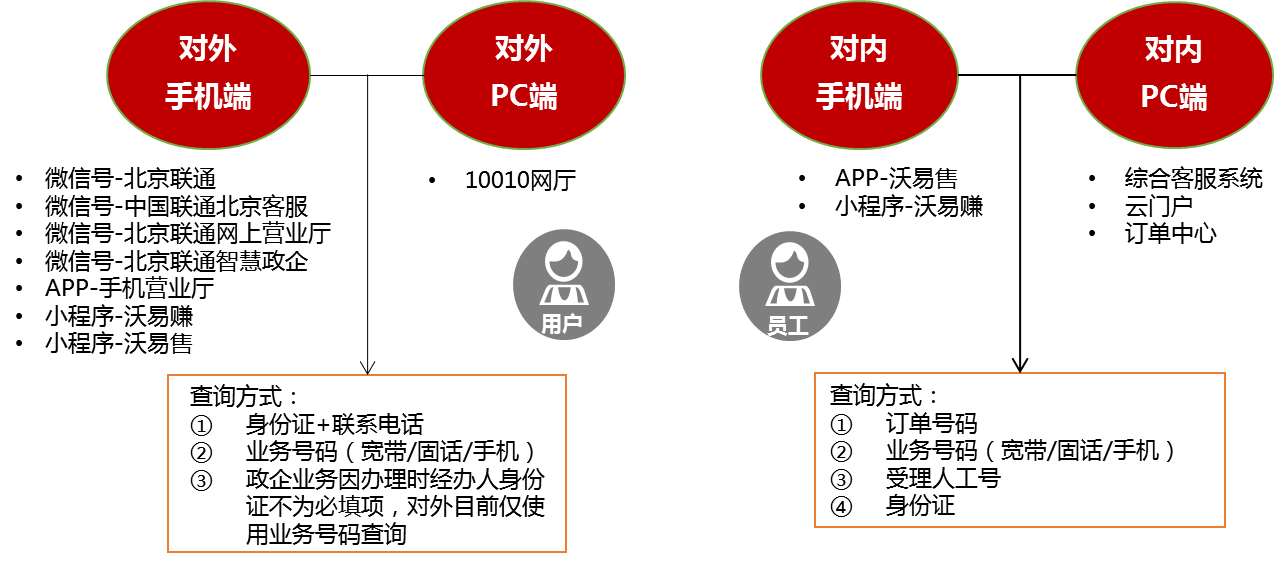 对外
手机端
对外
PC端
对内
手机端
对内
PC端
• 微信号-北京联通
• 微信号-中国联通北京客服
• 微信号-北京联通网上营业厅
• 微信号-北京联通智慧政企
• APP-手机营业厅
• 小程序-沃易赚
• 小程序-沃易售
• 10010网厅
用户
• APP-沃易售
• 小程序-沃易赚
员工
• 综合客服系统
• 云门户
• 订单中心
查询方式：
① 身份证+联系电话
② 业务号码（宽带/固话/手机）
③ 政企业务因办理时经办人身份
证不为必填项，对外目前仅使
用业务号码查询
查询方式：
① 订单号码
② 业务号码（宽带/固话/手机）
③ 受理人工号
④ 身份证